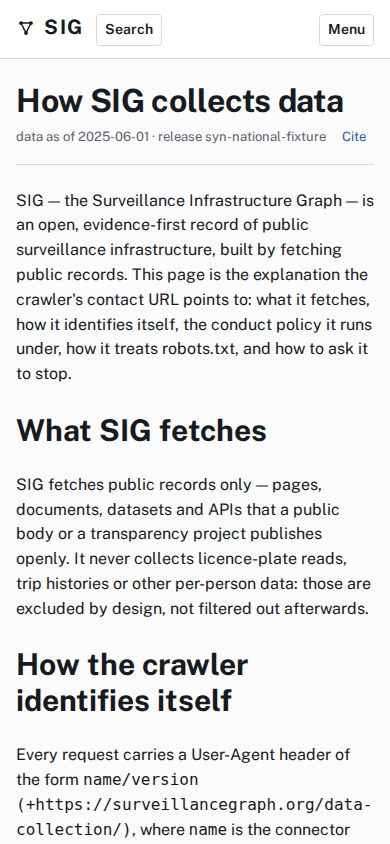 SIG Search Menu
How SIG collects data
data as of 2025-06-01 · release syn-national-fixture Cite
SIG — the Surveillance Infrastructure Graph — is
an open, evidence-first record of public
surveillance infrastructure, built by fetching
public records. This page is the explanation the
crawler's contact URL points to: what it fetches,
how it identifies itself, the conduct policy it runs
under, how it treats robots.txt, and how to ask it
to stop.
What SIG fetches
SIG fetches public records only — pages,
documents, datasets and APIs that a public
body or a transparency project publishes
openly. It never collects licence-plate reads,
trip histories or other per-person data: those are
excluded by design, not filtered out afterwards.
How the crawler
identifies itself
Every request carries a User-Agent header of
the form name/version
(+https://surveillancegraph.org/data-
collection/), where name is the connector